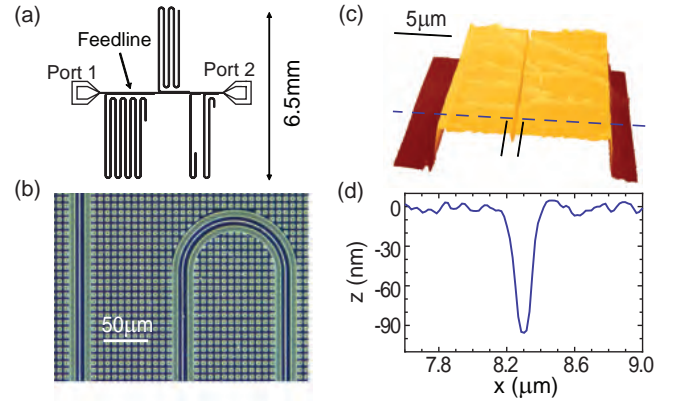 (a)
Feedline
Port 1
Port 2
6.5mm
(b)
50μm
(c)
5μm
(d)
0
-30
-60
-90
z (nm)
7.8
8.2
8.6
9.0
x (μm)